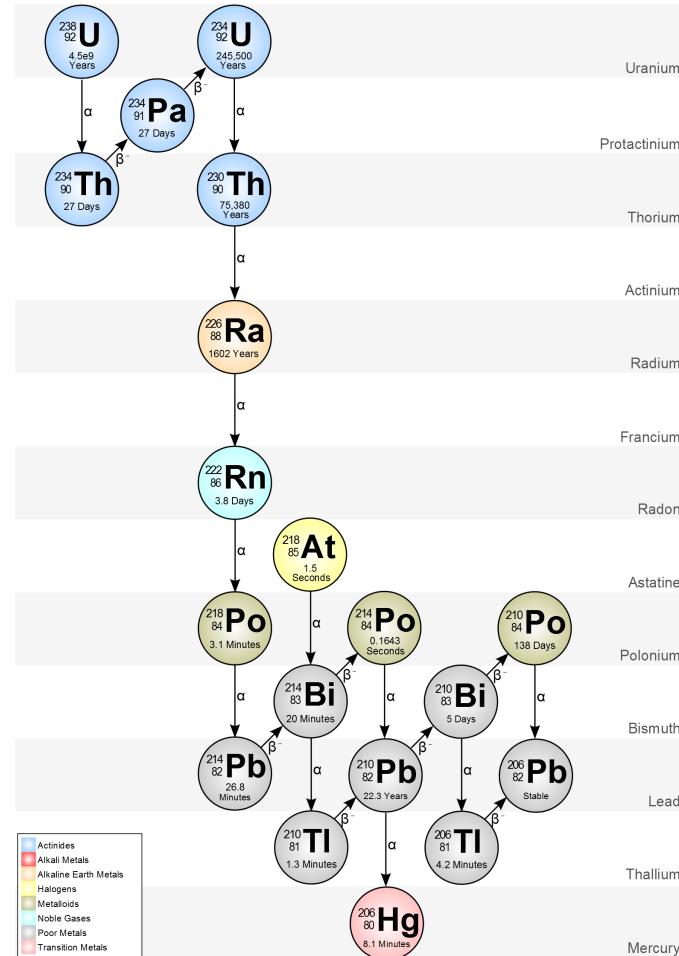 238
92 U
4.5e9
Years
234
92 U
245,500
Years
Uranium
α
β⁻
234
91 Pa
27 Days
α
Protactinium
β⁻
234
90 Th
27 Days
230
90 Th
75,380
Years
Thorium
α
Actinium
226
88 Ra
1602 Years
Radium
α
Francium
222
86 Rn
3.8 Days
Radon
α
218
85 At
1.5
Seconds
Astatine
218
84 Po
3.1 Minutes
α
214
84 Po
0.1643
Seconds
210
84 Po
138 Days
Polonium
α
β⁻
α
β⁻
α
214
83 Bi
20 Minutes
210
83 Bi
5 Days
Bismuth
β⁻
β⁻
214
82 Pb
26.8
Minutes
α
210
82 Pb
22.3 Years
α
206
82 Pb
Stable
Lead
β⁻
β⁻
210
81 Tl
1.3 Minutes
α
206
81 Tl
4.2 Minutes
Thallium
206
80 Hg
8.1 Minutes
Mercury
Actinides
Alkali Metals
Alkaline Earth Metals
Halogens
Metalloids
Noble Gases
Poor Metals
Transition Metals